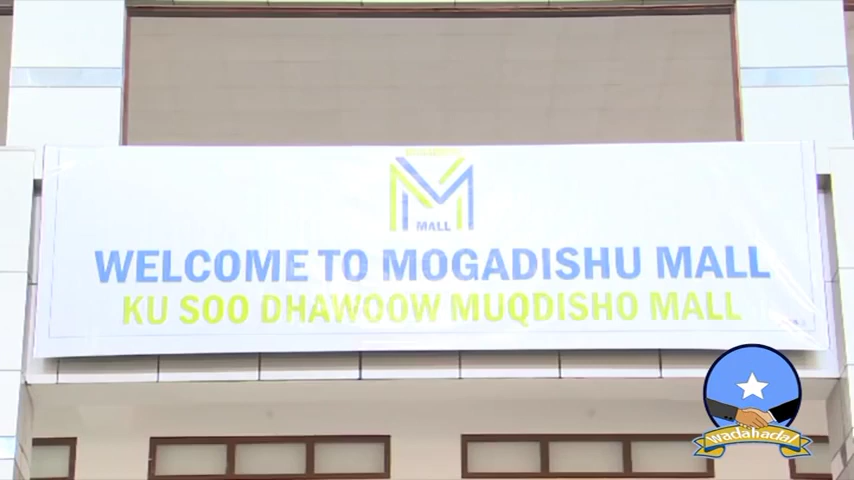 MALL
WELCOME TO MOGADISHU MALL
KU SOO DHAWOOW MUQDISHO MALL
wadahadal